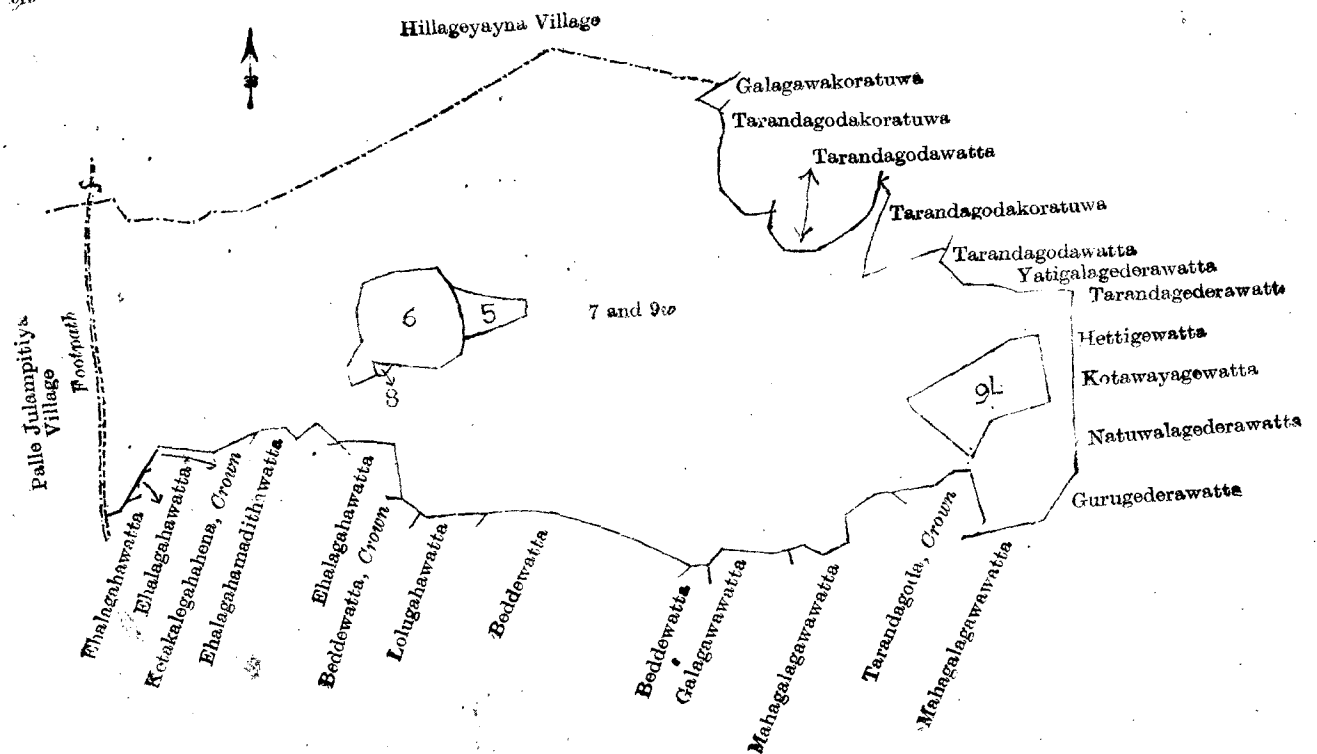 Hillageyayna Village
Galagawakoratuwa
Tarandagodakoratuwa
Tarandagodawatta
Tarandagodakoratuwa
Tarandagodawatta
Yatigalagederawatta
Tarandagederawatta
Hettigewatta
Kotawayagewatta
Natuwalagederawatta
Gurugederawatta
6
5
7 and 9w
8
9L
Palle Julampitiya
Village
Footpath
Ehalagahawatta
Ehalagahawatta
Kotakalegahahena, Crown
Ehalagahamadithawatta
Ehalagahawatta
Beddewatta, Crown
Lolugahawatta
Beddewatta
Beddewatta
Galagawawatta
Mahagalagawawatta
Tarandagoda, Crown
Mahagalagawawatta